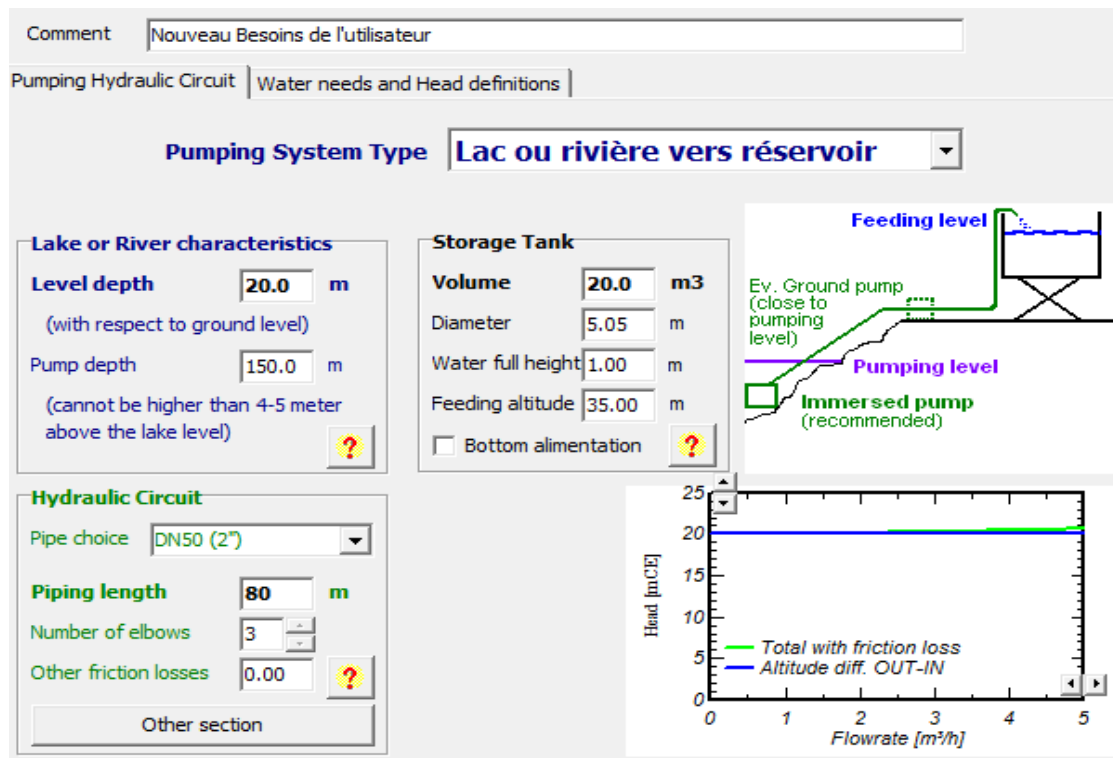 Comment Nouveau Besoins de l'utilisateur
Pumping Hydraulic Circuit Water needs and Head definitions
Pumping System Type Lac ou rivière vers réservoir
Lake or River characteristics
Level depth 20.0 m
(with respect to ground level)
Pump depth 150.0 m
(cannot be higher than 4-5 meter
above the lake level)
?
Storage Tank
Volume 20.0 m3
Diameter 5.05 m
Water full height 1.00 m
Feeding altitude 35.00 m
Bottom alimentation ?
Feeding level
Ev. Ground pump
(close to
pumping
level)
Pumping level
Immersed pump
(recommended)
Hydraulic Circuit
Pipe choice DN50 (2")
Piping length 80 m
Number of elbows 3
Other friction losses 0.00 ?
Other section
25
20
15
10
5
0
Head [mCE]
Total with friction loss
Altitude diff. OUT-IN
0 1 2 3 4 5
Flowrate [m³/h]